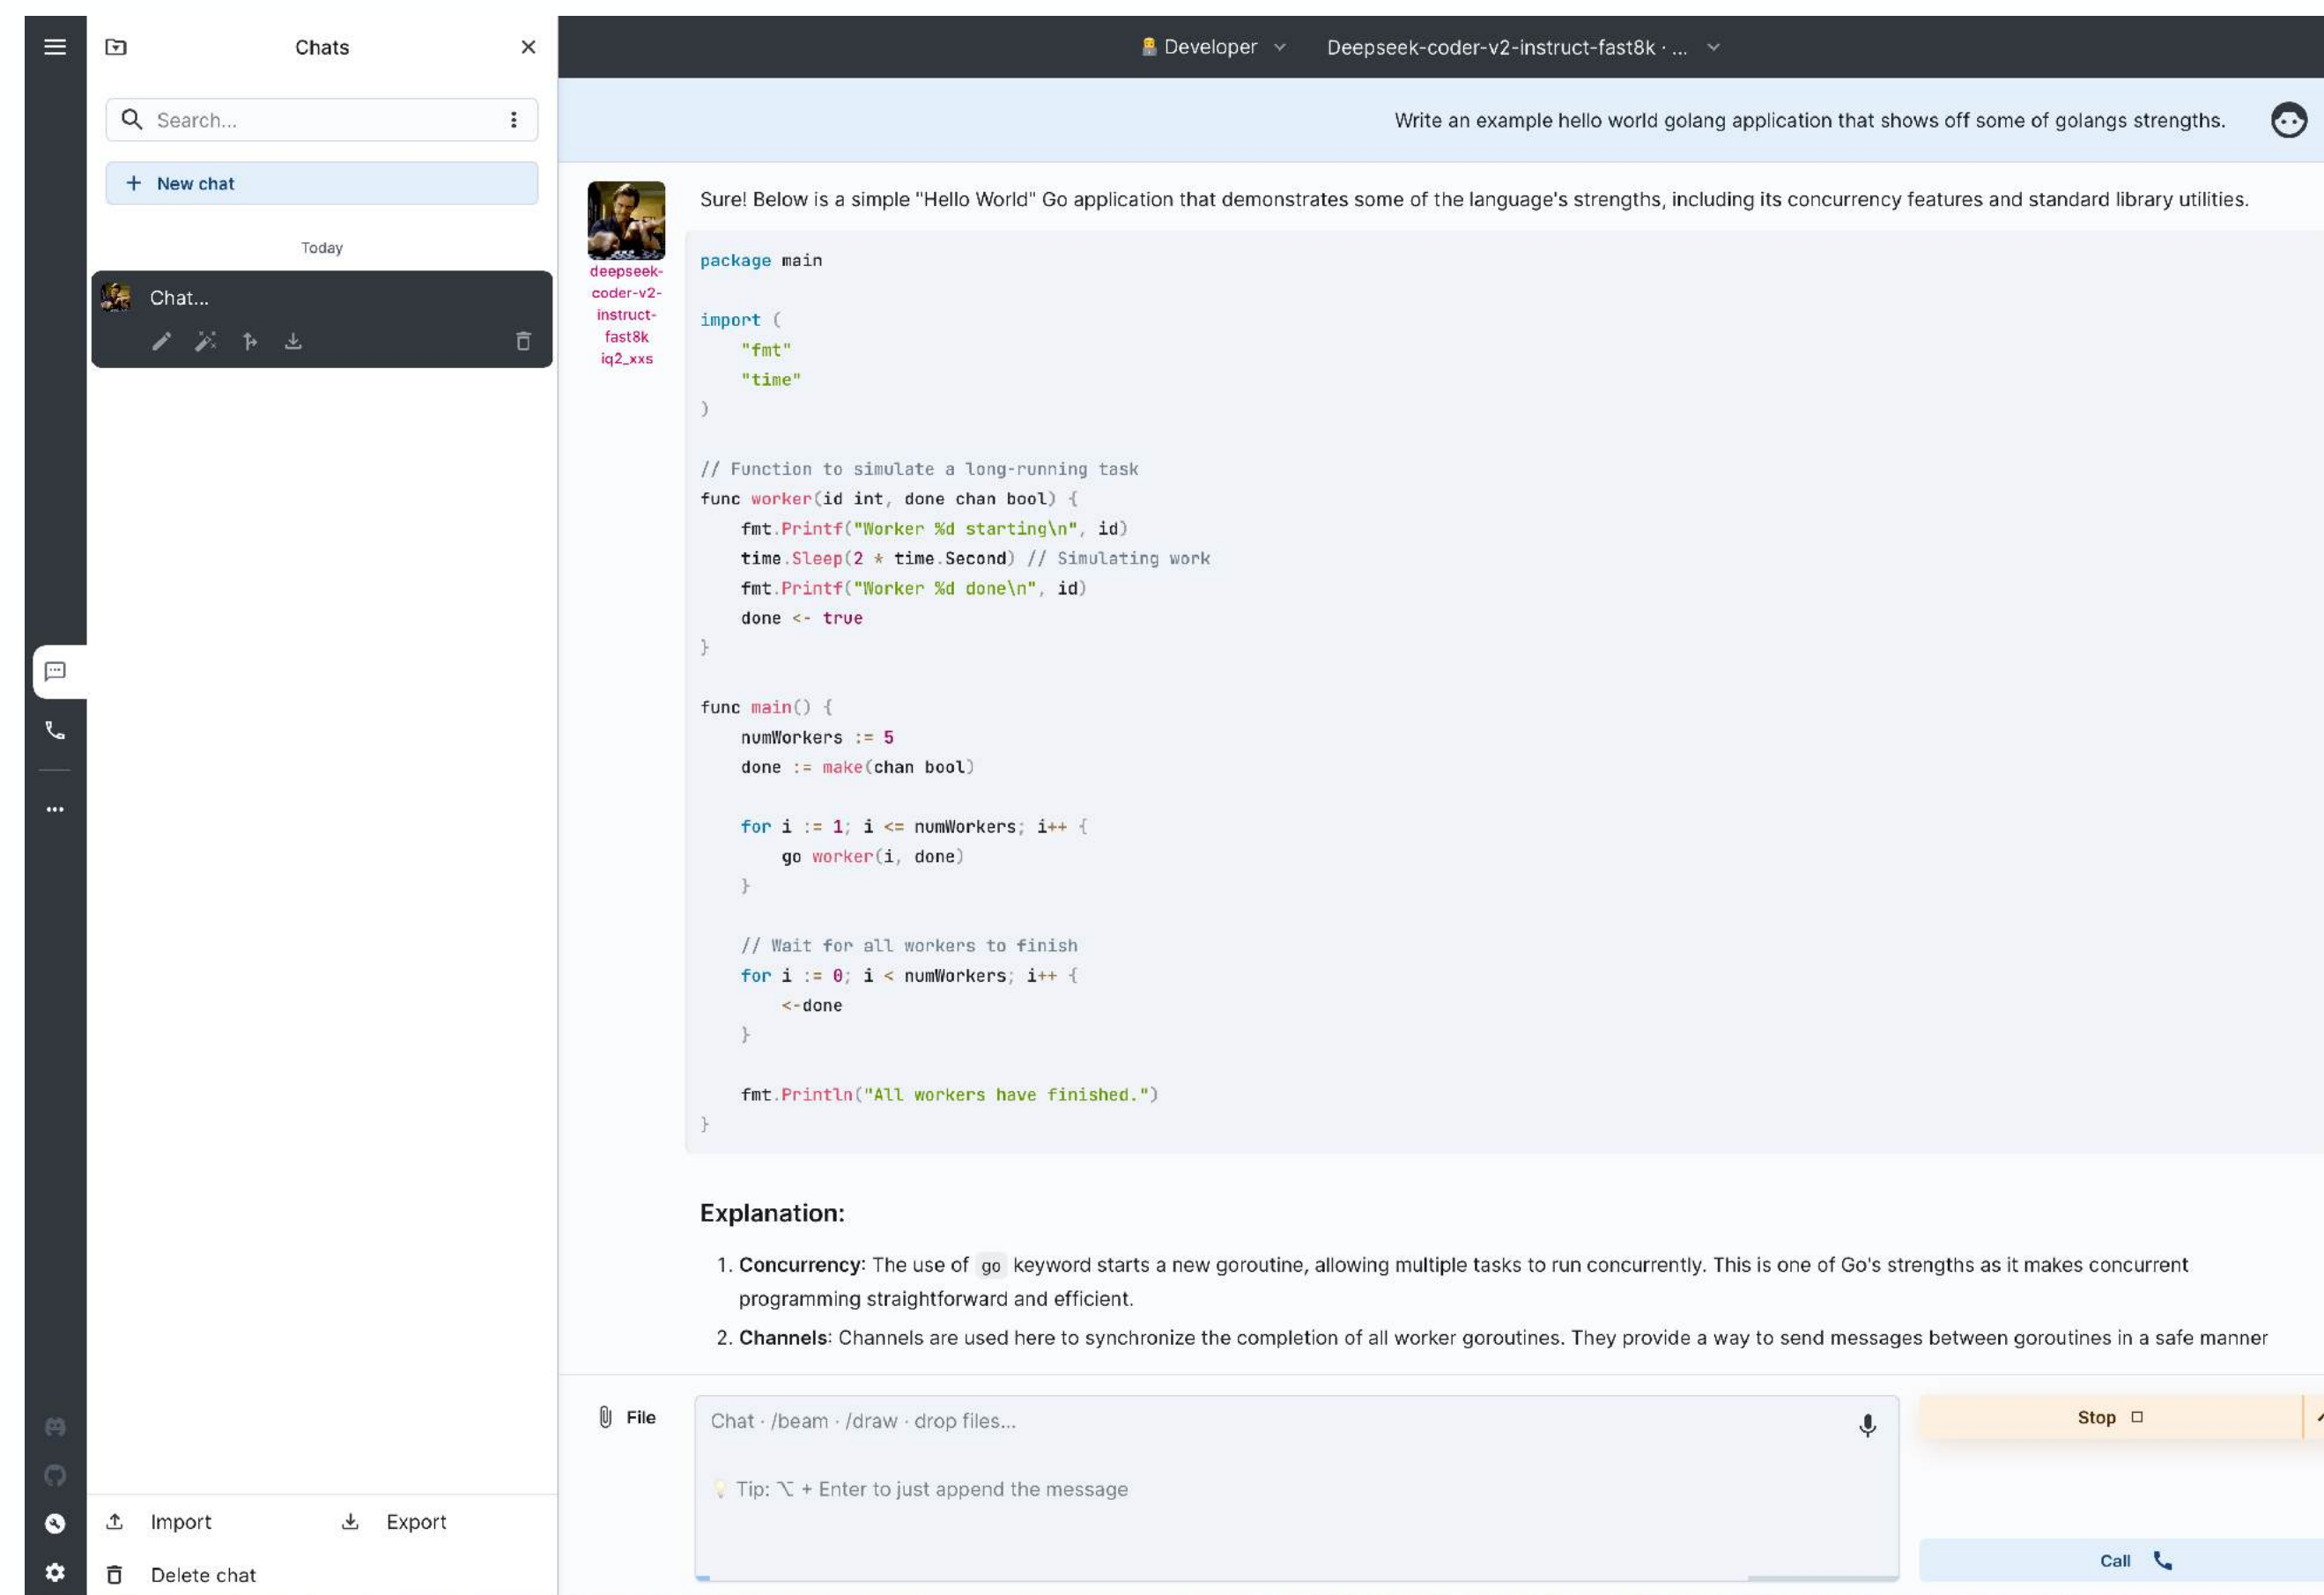 Chats
Search...
+ New chat
Today
Chat...
Import
Export
Delete chat
Developer
Deepseek-coder-v2-instruct-fast8k · ...
Write an example hello world golang application that shows off some of golangs strengths.
deepseek-
coder-v2-
instruct-
fast8k
iq2_xxs
Sure! Below is a simple "Hello World" Go application that demonstrates some of the language's strengths, including its concurrency features and standard library utilities.
package main
import (
    "fmt"
    "time"
)
// Function to simulate a long-running task
func worker(id int, done chan bool) {
    fmt.Printf("Worker %d starting\n", id)
    time.Sleep(2 * time.Second) // Simulating work
    fmt.Printf("Worker %d done\n", id)
    done <- true
}
func main() {
    numWorkers := 5
    done := make(chan bool)
    for i := 1; i <= numWorkers; i++ {
        go worker(i, done)
    }
    // Wait for all workers to finish
    for i := 0; i < numWorkers; i++ {
        <-done
    }
    fmt.Println("All workers have finished.")
}
Explanation:
1. Concurrency: The use of go keyword starts a new goroutine, allowing multiple tasks to run concurrently. This is one of Go's strengths as it makes concurrent
programming straightforward and efficient.
2. Channels: Channels are used here to synchronize the completion of all worker goroutines. They provide a way to send messages between goroutines in a safe manner
File
Chat · /beam · /draw · drop files...
Tip: ⌥ + Enter to just append the message
Stop
Call